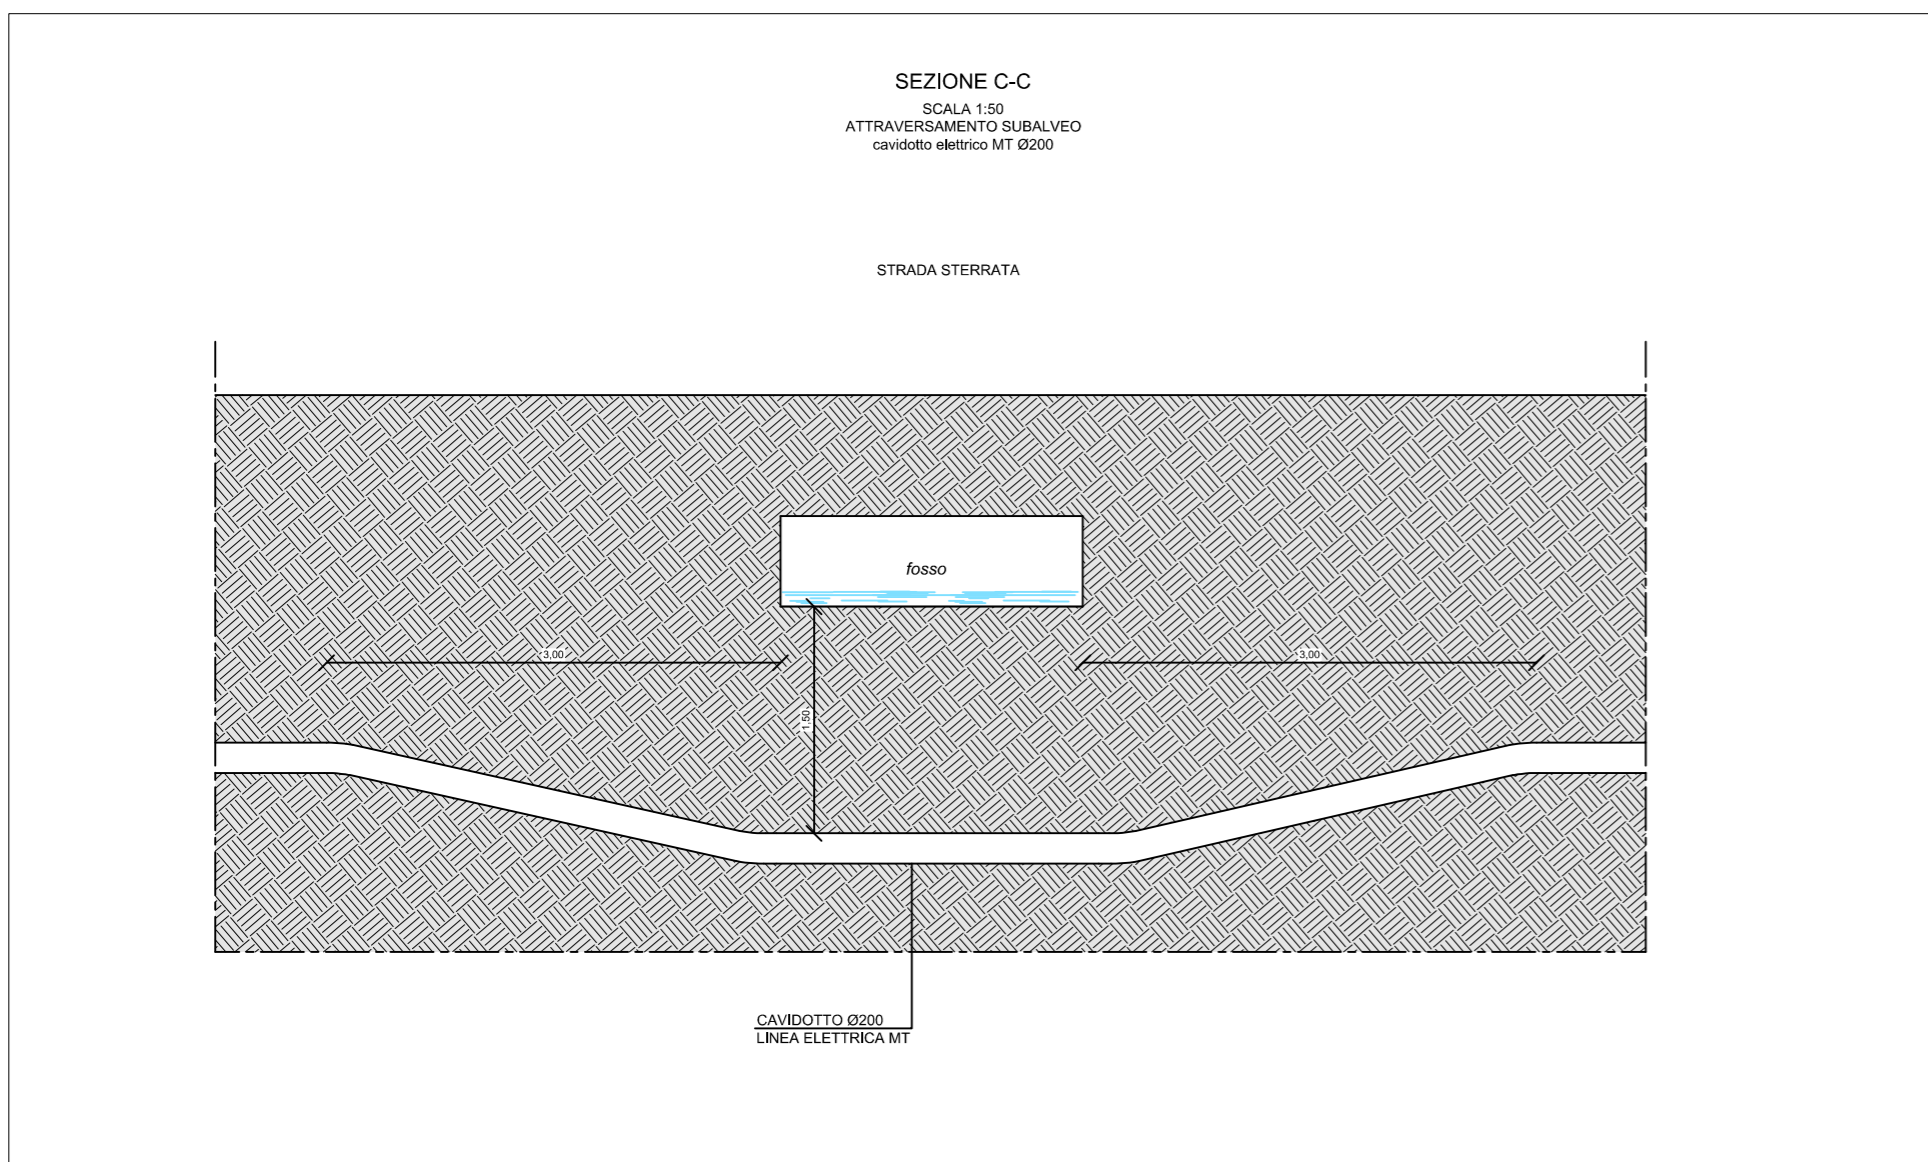 SEZIONE C-C
SCALA 1:50
ATTRAVERSAMENTO SUBALVEO
cavidotto elettrico MT Ø200
STRADA STERRATA
fosso
3,00
3,00
1,50
CAVIDOTTO Ø200
LINEA ELETTRICA MT